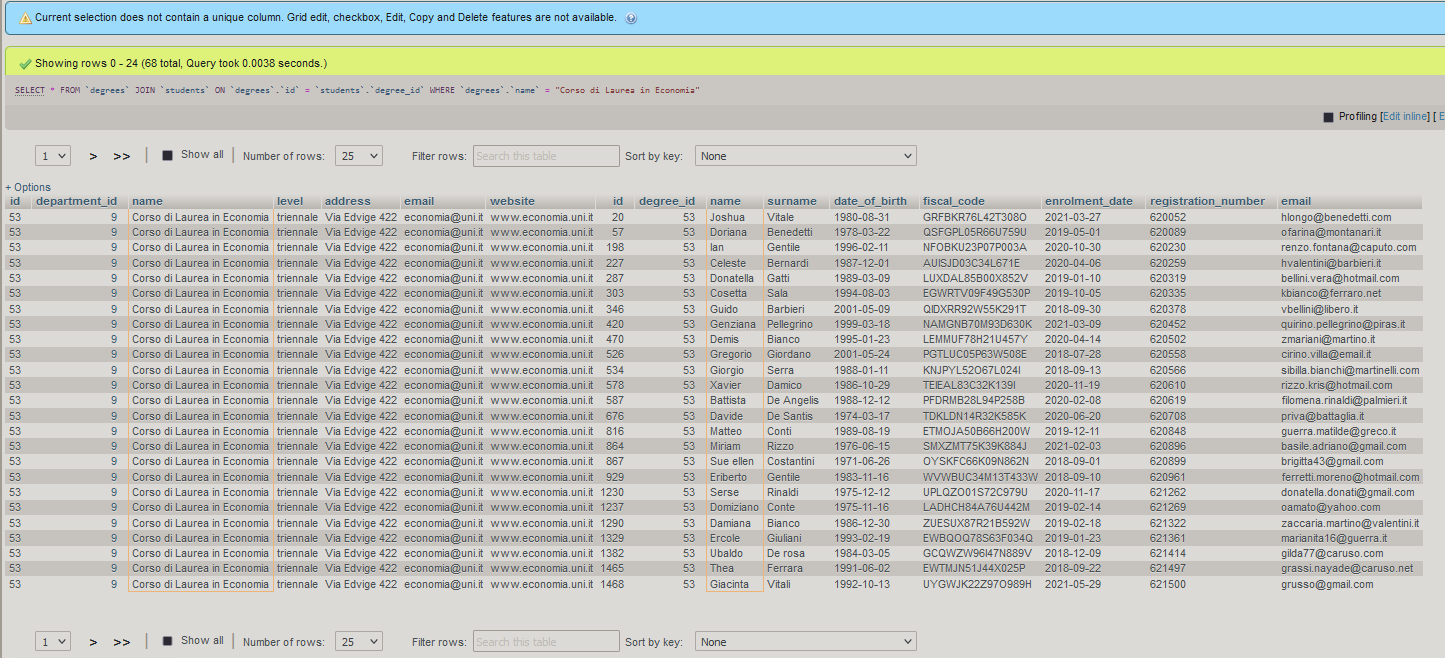 Current selection does not contain a unique column. Grid edit, checkbox, Edit, Copy and Delete features are not available.
Showing rows 0 - 24 (68 total, Query took 0.0038 seconds.)
SELECT * FROM `degrees` JOIN `students` ON `degrees`.`id` = `students`.`degree_id` WHERE `degrees`.`name` = "Corso di Laurea in Economia"
Profiling [Edit inline] [ E
1 > >> Show all Number of rows: 25 Filter rows: Search this table Sort by key: None
+ Options
id department_id name level address email website id degree_id name surname date_of_birth fiscal_code enrolment_date registration_number email
53 9 Corso di Laurea in Economia triennale Via Edvige 422 economia@uni.it www.economia.uni.it 20 53 Joshua Vitale 1980-08-31 GRFBKR76L42T308O 2021-03-27 620052 hlongo@benedetti.com
53 9 Corso di Laurea in Economia triennale Via Edvige 422 economia@uni.it www.economia.uni.it 57 53 Doriana Benedetti 1978-03-22 QSFGPL05R66U759U 2019-05-01 620089 ofarina@montanari.it
53 9 Corso di Laurea in Economia triennale Via Edvige 422 economia@uni.it www.economia.uni.it 198 53 Ian Gentile 1996-02-11 NFOBKU23P07P003A 2020-10-30 620230 renzo.fontana@caputo.com
53 9 Corso di Laurea in Economia triennale Via Edvige 422 economia@uni.it www.economia.uni.it 227 53 Celeste Bernardi 1987-12-01 AUISJD03C34L671E 2020-04-06 620259 hvalentini@barbieri.it
53 9 Corso di Laurea in Economia triennale Via Edvige 422 economia@uni.it www.economia.uni.it 287 53 Donatella Gatti 1989-03-09 LUXDAL85B00X852V 2019-01-10 620319 bellini.vera@hotmail.com
53 9 Corso di Laurea in Economia triennale Via Edvige 422 economia@uni.it www.economia.uni.it 303 53 Cosetta Sala 1994-08-03 EGWRTV09F49G530P 2019-10-05 620335 kbianco@ferraro.net
53 9 Corso di Laurea in Economia triennale Via Edvige 422 economia@uni.it www.economia.uni.it 346 53 Guido Barbieri 2001-05-09 QIDXRR92W55K291T 2018-09-30 620378 vbellini@libero.it
53 9 Corso di Laurea in Economia triennale Via Edvige 422 economia@uni.it www.economia.uni.it 420 53 Genziana Pellegrino 1999-03-18 NAMGNB70M93D630K 2021-03-09 620452 quirino.pellegrino@piras.it
53 9 Corso di Laurea in Economia triennale Via Edvige 422 economia@uni.it www.economia.uni.it 470 53 Demis Bianco 1995-01-23 LEMMUF78H21U457Y 2020-04-14 620502 zmariani@martino.it
53 9 Corso di Laurea in Economia triennale Via Edvige 422 economia@uni.it www.economia.uni.it 526 53 Gregorio Giordano 2001-05-24 PGTLUC05P63W508E 2018-07-28 620558 cirino.villa@email.it
53 9 Corso di Laurea in Economia triennale Via Edvige 422 economia@uni.it www.economia.uni.it 534 53 Giorgio Serra 1988-01-11 KNJPYL52O67L024I 2018-09-13 620566 sibilla.bianchi@martinelli.com
53 9 Corso di Laurea in Economia triennale Via Edvige 422 economia@uni.it www.economia.uni.it 578 53 Xavier Damico 1986-10-29 TEIEAL83C32K139I 2020-11-19 620610 rizzo.kris@hotmail.com
53 9 Corso di Laurea in Economia triennale Via Edvige 422 economia@uni.it www.economia.uni.it 587 53 Battista De Angelis 1988-12-12 PFDRMB28L94P258B 2020-02-08 620619 filomena.rinaldi@palmieri.it
53 9 Corso di Laurea in Economia triennale Via Edvige 422 economia@uni.it www.economia.uni.it 676 53 Davide De Santis 1974-03-17 TDKLDN14R32K585K 2020-06-20 620708 priva@battaglia.it
53 9 Corso di Laurea in Economia triennale Via Edvige 422 economia@uni.it www.economia.uni.it 816 53 Matteo Conti 1989-08-19 ETMOJA50B66H200W 2019-12-11 620848 guerra.matilde@greco.it
53 9 Corso di Laurea in Economia triennale Via Edvige 422 economia@uni.it www.economia.uni.it 864 53 Miriam Rizzo 1976-06-15 SMXZMT75K39K884J 2021-02-03 620896 basile.adriano@gmail.com
53 9 Corso di Laurea in Economia triennale Via Edvige 422 economia@uni.it www.economia.uni.it 867 53 Sue ellen Costantini 1971-06-26 OYSKFC66K09N862N 2018-09-01 620899 brigitta43@gmail.com
53 9 Corso di Laurea in Economia triennale Via Edvige 422 economia@uni.it www.economia.uni.it 929 53 Eriberto Gentile 1983-11-16 WVWBUC34M13T433W 2018-09-10 620961 ferretti.moreno@hotmail.com
53 9 Corso di Laurea in Economia triennale Via Edvige 422 economia@uni.it www.economia.uni.it 1230 53 Serse Rinaldi 1975-12-12 UPLQZO01S72C979U 2020-11-17 621262 donatella.donati@gmail.com
53 9 Corso di Laurea in Economia triennale Via Edvige 422 economia@uni.it www.economia.uni.it 1237 53 Domiziano Conte 1975-11-16 LADHCH84A76U442M 2019-02-14 621269 oamato@yahoo.com
53 9 Corso di Laurea in Economia triennale Via Edvige 422 economia@uni.it www.economia.uni.it 1290 53 Damiana Bianco 1986-12-30 ZUESUX87R21B592W 2019-02-18 621322 zaccaria.martino@valentini.it
53 9 Corso di Laurea in Economia triennale Via Edvige 422 economia@uni.it www.economia.uni.it 1329 53 Ercole Giuliani 1993-02-19 EWBQOQ78S63F034Q 2019-01-23 621361 marianita16@guerra.it
53 9 Corso di Laurea in Economia triennale Via Edvige 422 economia@uni.it www.economia.uni.it 1382 53 Ubaldo De rosa 1984-03-05 GCQWZW96I47N889V 2018-12-09 621414 gilda77@caruso.com
53 9 Corso di Laurea in Economia triennale Via Edvige 422 economia@uni.it www.economia.uni.it 1465 53 Thea Ferrara 1991-06-02 EWTMJN51J44X025P 2018-09-22 621497 grassi.nayade@caruso.net
53 9 Corso di Laurea in Economia triennale Via Edvige 422 economia@uni.it www.economia.uni.it 1468 53 Giacinta Vitali 1992-10-13 UYGWJK22Z97O989H 2021-05-29 621500 grusso@gmail.com
1 > >> Show all Number of rows: 25 Filter rows: Search this table Sort by key: None